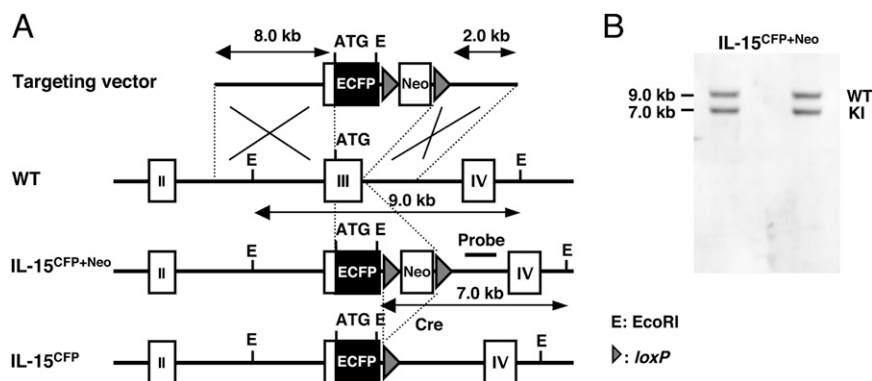 A
8.0 kb ATG E 2.0 kb
Targeting vector
ECFP Neo
ATG
WT
II E III IV E
9.0 kb
ATG E Probe
IL-15CFP+Neo
II E ECFP Neo IV E
7.0 kb
ATG E Cre
IL-15CFP
II E ECFP IV E
B
IL-15CFP+Neo
9.0 kb WT
7.0 kb KI
E: EcoRI
: loxP